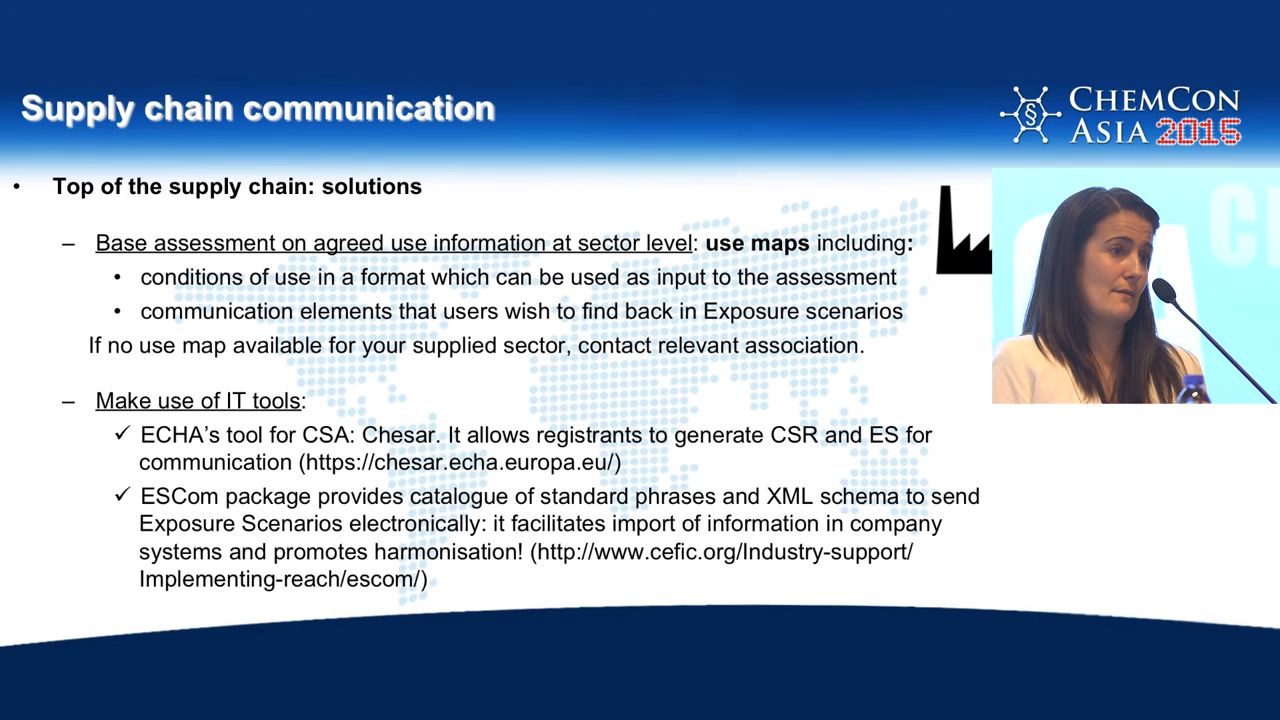 Supply chain communication
CHEMCON
ASIA 2015
§
• Top of the supply chain: solutions
– Base assessment on agreed use information at sector level: use maps including:
• conditions of use in a format which can be used as input to the assessment
• communication elements that users wish to find back in Exposure scenarios
If no use map available for your supplied sector, contact relevant association.
– Make use of IT tools:
✓ ECHA's tool for CSA: Chesar. It allows registrants to generate CSR and ES for
communication (https://chesar.echa.europa.eu/)
✓ ESCom package provides catalogue of standard phrases and XML schema to send
Exposure Scenarios electronically: it facilitates import of information in company
systems and promotes harmonisation! (http://www.cefic.org/Industry-support/
Implementing-reach/escom/)